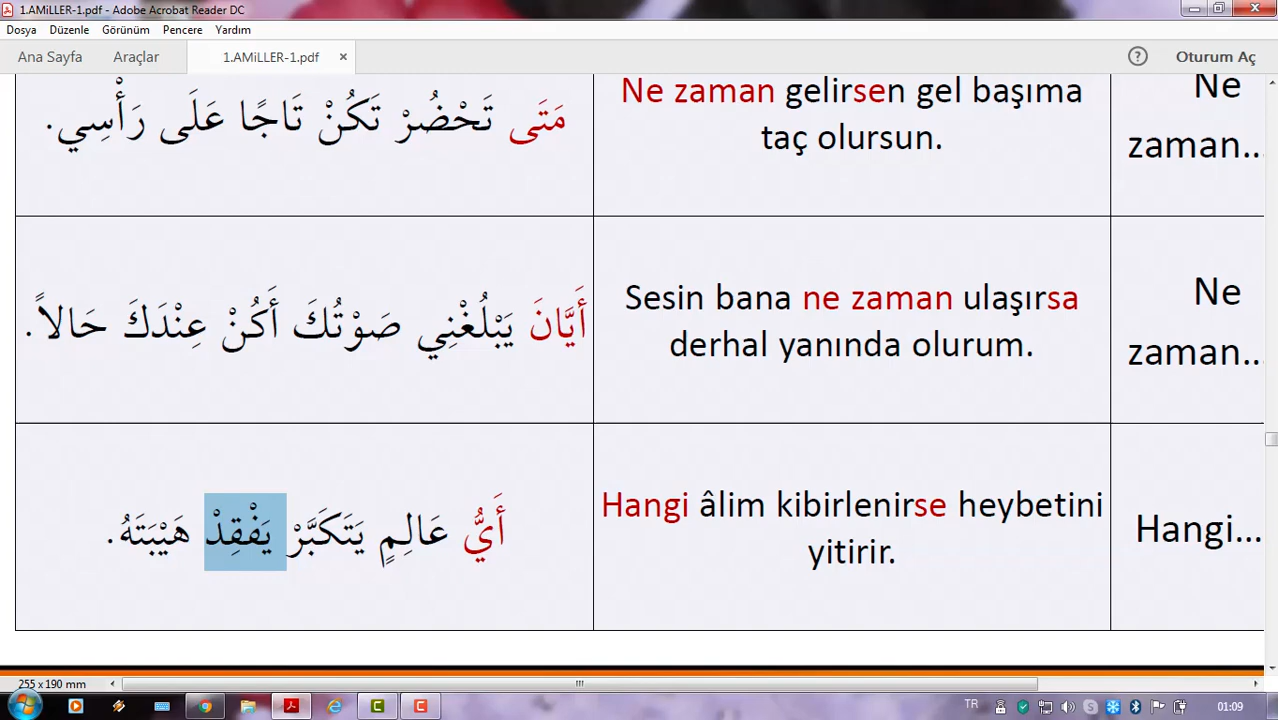 1.AMiLLER-1.pdf - Adobe Acrobat Reader DC
Dosya Düzenle Görünüm Pencere Yardım
Ana Sayfa Araçlar 1.AMiLLER-1.pdf × ? Oturum Aç
مَتَى تَحْضُرْ تَكُنْ تَاجًا عَلَى رَأْسِي.
Ne zaman gelirsen gel başıma
taç olursun.
Ne
zaman...
أَيَّانَ يَبْلُغْنِي صَوْتُكَ أَكُنْ عِنْدَكَ حَالاً.
Sesin bana ne zaman ulaşırsa
derhal yanında olurum.
Ne
zaman...
أَيُّ عَالِمٍ يَتَكَبَّرْ يَفْقِدْ هَيْبَتَهُ.
Hangi âlim kibirlenirse heybetini
yitirir.
Hangi...
255 x 190 mm
TR 01:09